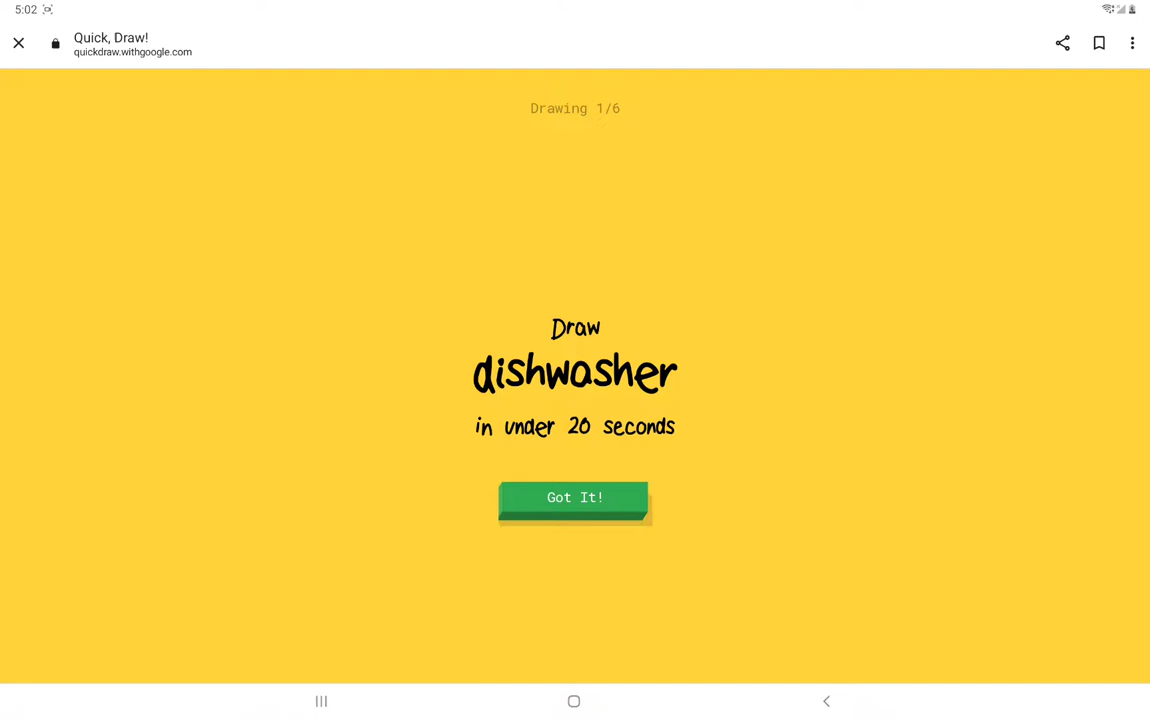 5:02
Quick, Draw!
quickdraw.withgoogle.com
Drawing 1/6
Draw
dishwasher
in under 20 seconds
Got It!